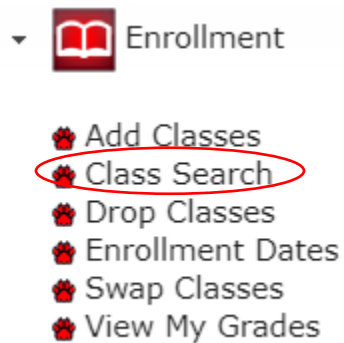 Enrollment
Add Classes
Class Search
Drop Classes
Enrollment Dates
Swap Classes
View My Grades